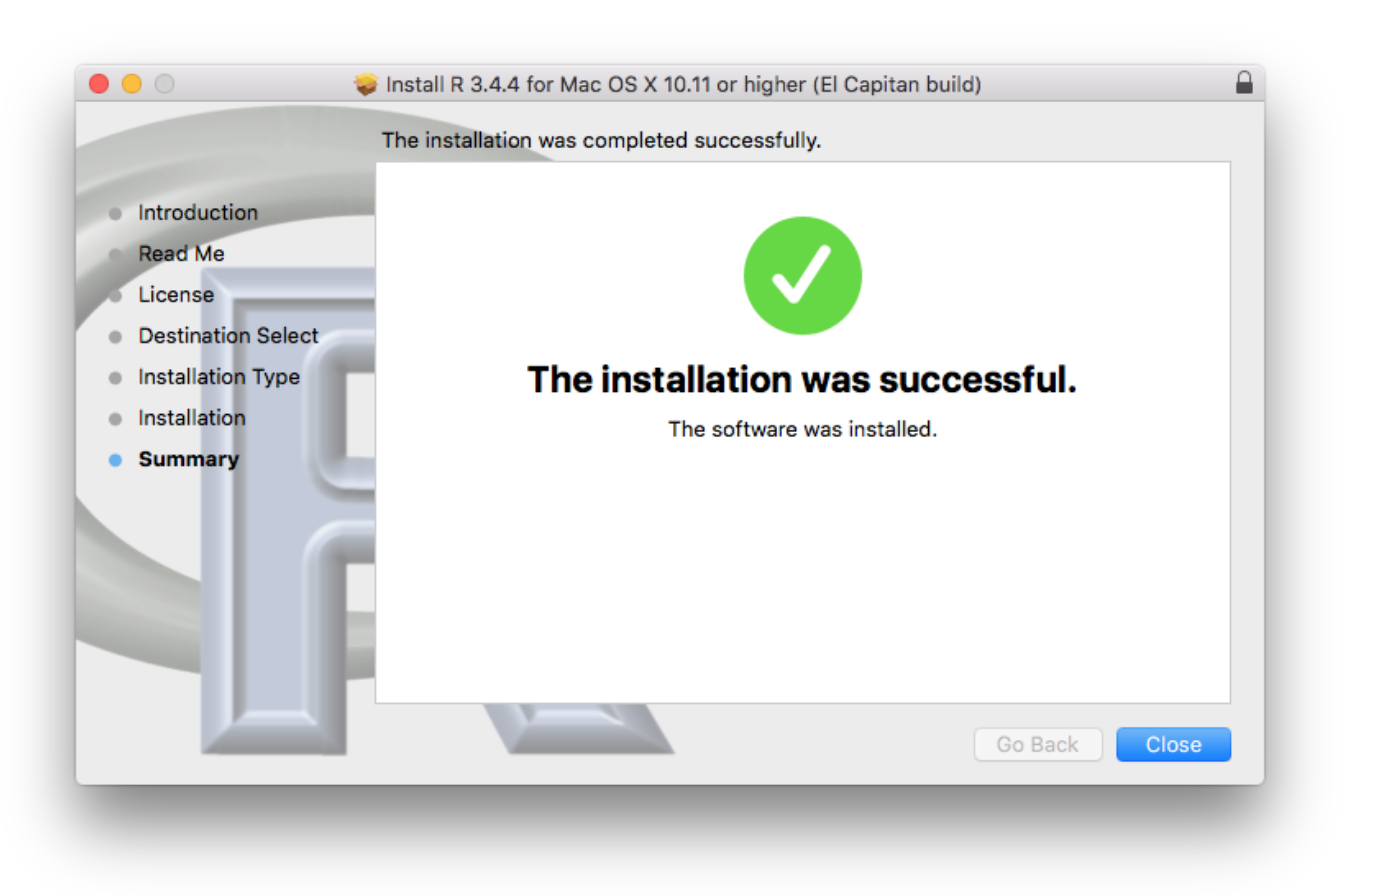 Install R 3.4.4 for Mac OS X 10.11 or higher (El Capitan build)
The installation was completed successfully.
Introduction
Read Me
License
Destination Select
Installation Type
Installation
Summary
The installation was successful.
The software was installed.
Go Back
Close